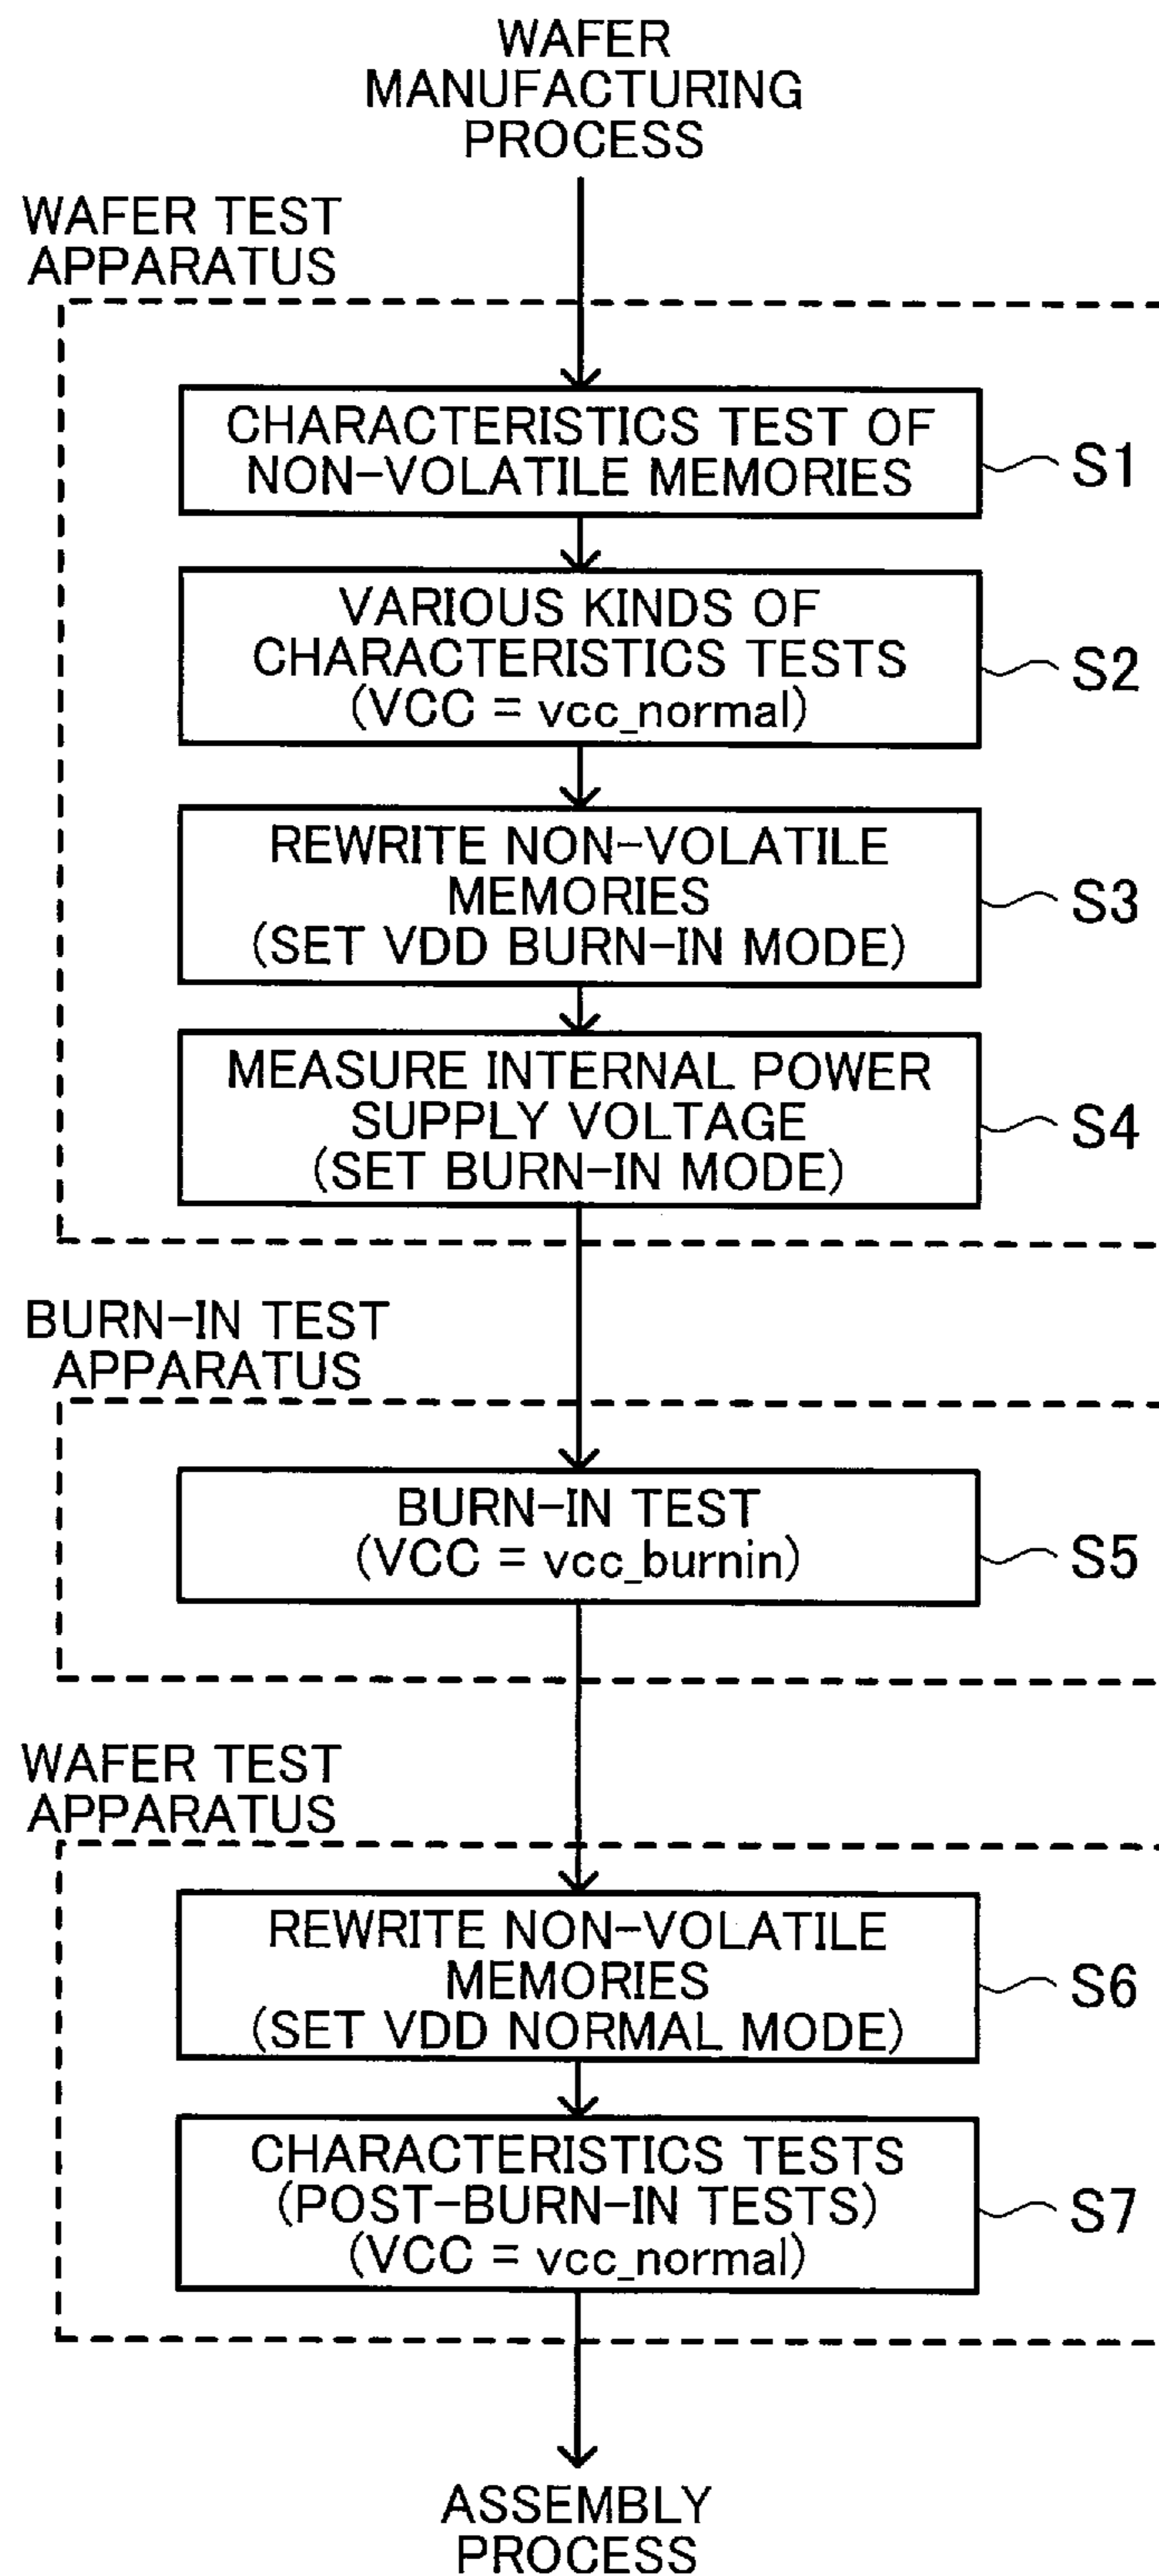 WAFER
MANUFACTURING
PROCESS
WAFER TEST
APPARATUS
CHARACTERISTICS TEST OF
NON-VOLATILE MEMORIES
S1
VARIOUS KINDS OF
CHARACTERISTICS TESTS
(VCC = vcc_normal)
S2
REWRITE NON-VOLATILE
MEMORIES
(SET VDD BURN-IN MODE)
S3
MEASURE INTERNAL POWER
SUPPLY VOLTAGE
(SET BURN-IN MODE)
S4
BURN-IN TEST
APPARATUS
BURN-IN TEST
(VCC = vcc_burnin)
S5
WAFER TEST
APPARATUS
REWRITE NON-VOLATILE
MEMORIES
(SET VDD NORMAL MODE)
S6
CHARACTERISTICS TESTS
(POST-BURN-IN TESTS)
(VCC = vcc_normal)
S7
ASSEMBLY
PROCESS